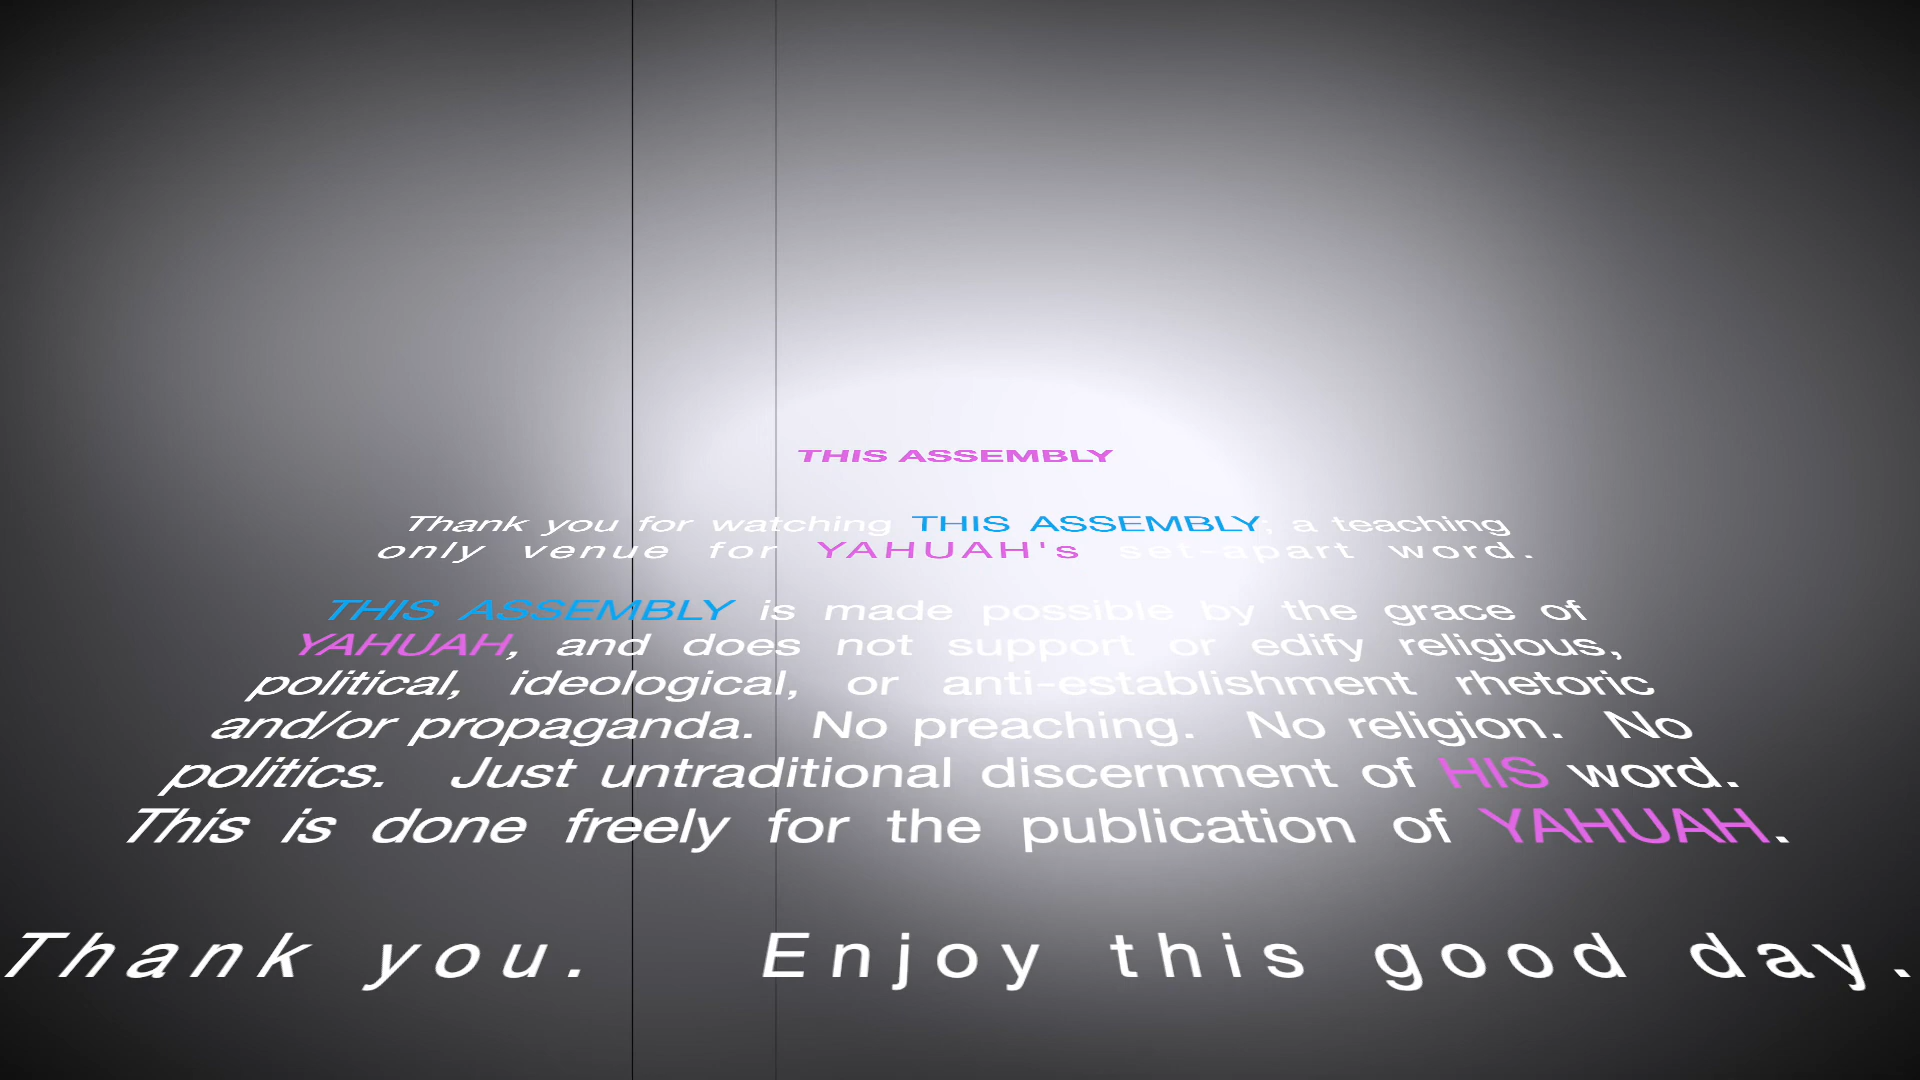 THIS ASSEMBLY
Thank you for watching THIS ASSEMBLY; a teaching
only venue for YAHUAH's set-apart word.
THIS ASSEMBLY is made possible by the grace of
YAHUAH, and does not support or edify religious,
political, ideological, or anti-establishment rhetoric
and/or propaganda. No preaching. No religion. No
politics. Just untraditional discernment of HIS word.
This is done freely for the publication of YAHUAH.
Thank you. Enjoy this good day.